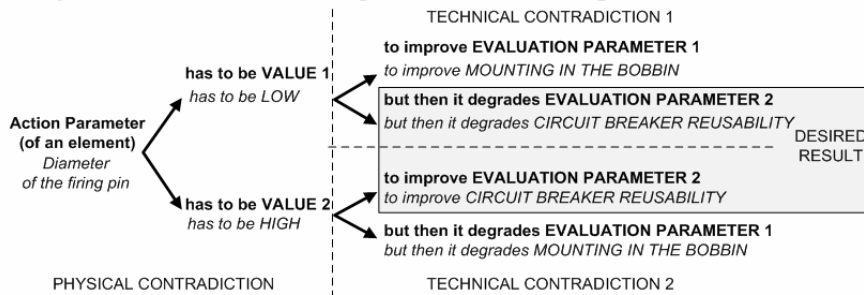 TECHNICAL CONTRADICTION 1
to improve EVALUATION PARAMETER 1
to improve MOUNTING IN THE BOBBIN
has to be VALUE 1
has to be LOW
but then it degrades EVALUATION PARAMETER 2
but then it degrades CIRCUIT BREAKER REUSABILITY
Action Parameter
(of an element)
Diameter
of the firing pin
DESIRED
RESULT
has to be VALUE 2
has to be HIGH
to improve EVALUATION PARAMETER 2
to improve CIRCUIT BREAKER REUSABILITY
but then it degrades EVALUATION PARAMETER 1
but then it degrades MOUNTING IN THE BOBBIN
PHYSICAL CONTRADICTION
TECHNICAL CONTRADICTION 2